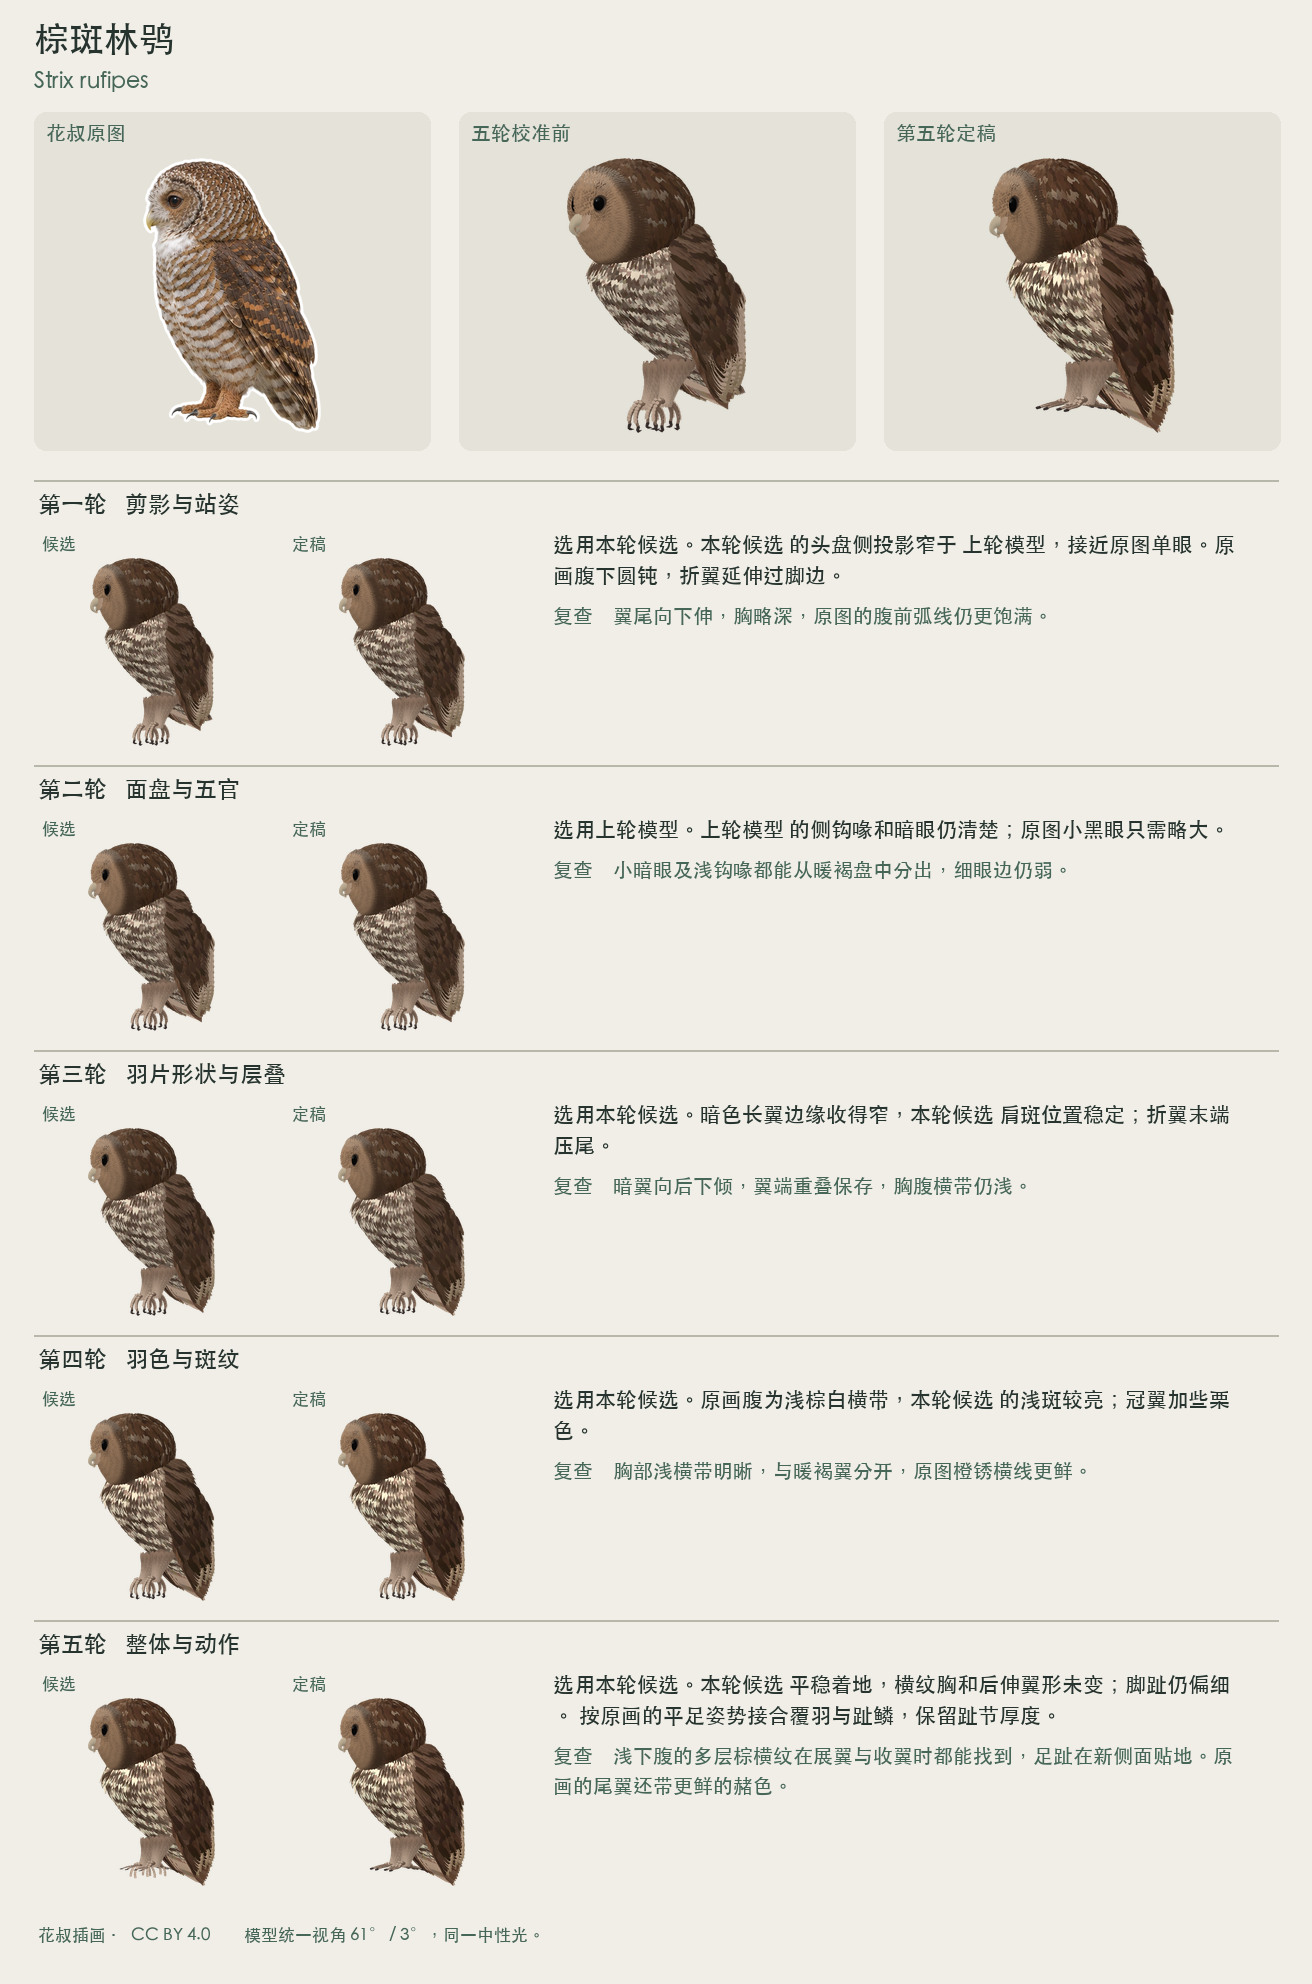 棕斑林鸮
Strix rufipes
花叔原图
五轮校准前
第五轮定稿
第一轮 剪影与站姿
候选
定稿
选用本轮候选。本轮候选 的头盘侧投影窄于 上轮模型，接近原图单眼。原
画腹下圆钝，折翼延伸过脚边。
复查 翼尾向下伸，胸略深，原图的腹前弧线仍更饱满。
第二轮 面盘与五官
候选
定稿
选用上轮模型。上轮模型 的侧钩喙和暗眼仍清楚；原图小黑眼只需略大。
复查 小暗眼及浅钩喙都能从暖褐盘中分出，细眼边仍弱。
第三轮 羽片形状与层叠
候选
定稿
选用本轮候选。暗色长翼边缘收得窄，本轮候选 肩斑位置稳定；折翼末端
压尾。
复查 暗翼向后下倾，翼端重叠保存，胸腹横带仍浅。
第四轮 羽色与斑纹
候选
定稿
选用本轮候选。原画腹为浅棕白横带，本轮候选 的浅斑较亮；冠翼加些栗
色。
复查 胸部浅横带明晰，与暖褐翼分开，原图橙锈横线更鲜。
第五轮 整体与动作
候选
定稿
选用本轮候选。本轮候选 平稳着地，横纹胸和后伸翼形未变；脚趾仍偏细
。 按原画的平足姿势接合覆羽与趾鳞，保留趾节厚度。
复查 浅下腹的多层棕横纹在展翼与收翼时都能找到，足趾在新侧面贴地。原
画的尾翼还带更鲜的赭色。
花叔插画 · CC BY 4.0 模型统一视角 61° / 3°，同一中性光。